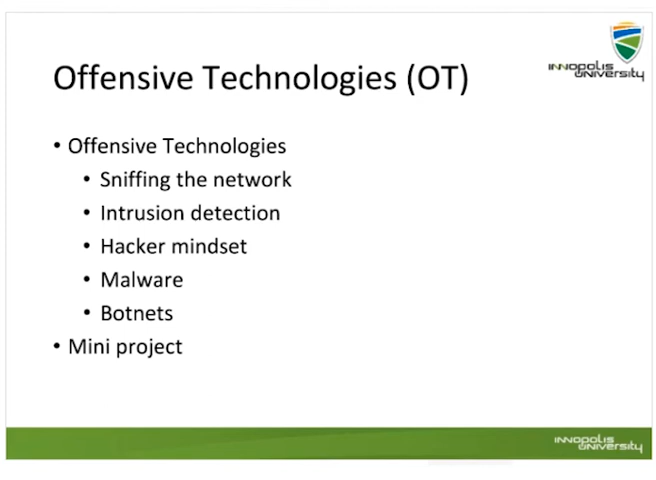 INNOPOLIS
UNIVERSITY
Offensive Technologies (OT)
• Offensive Technologies
• Sniffing the network
• Intrusion detection
• Hacker mindset
• Malware
• Botnets
• Mini project
INNOPOLIS
UNIVERSITY